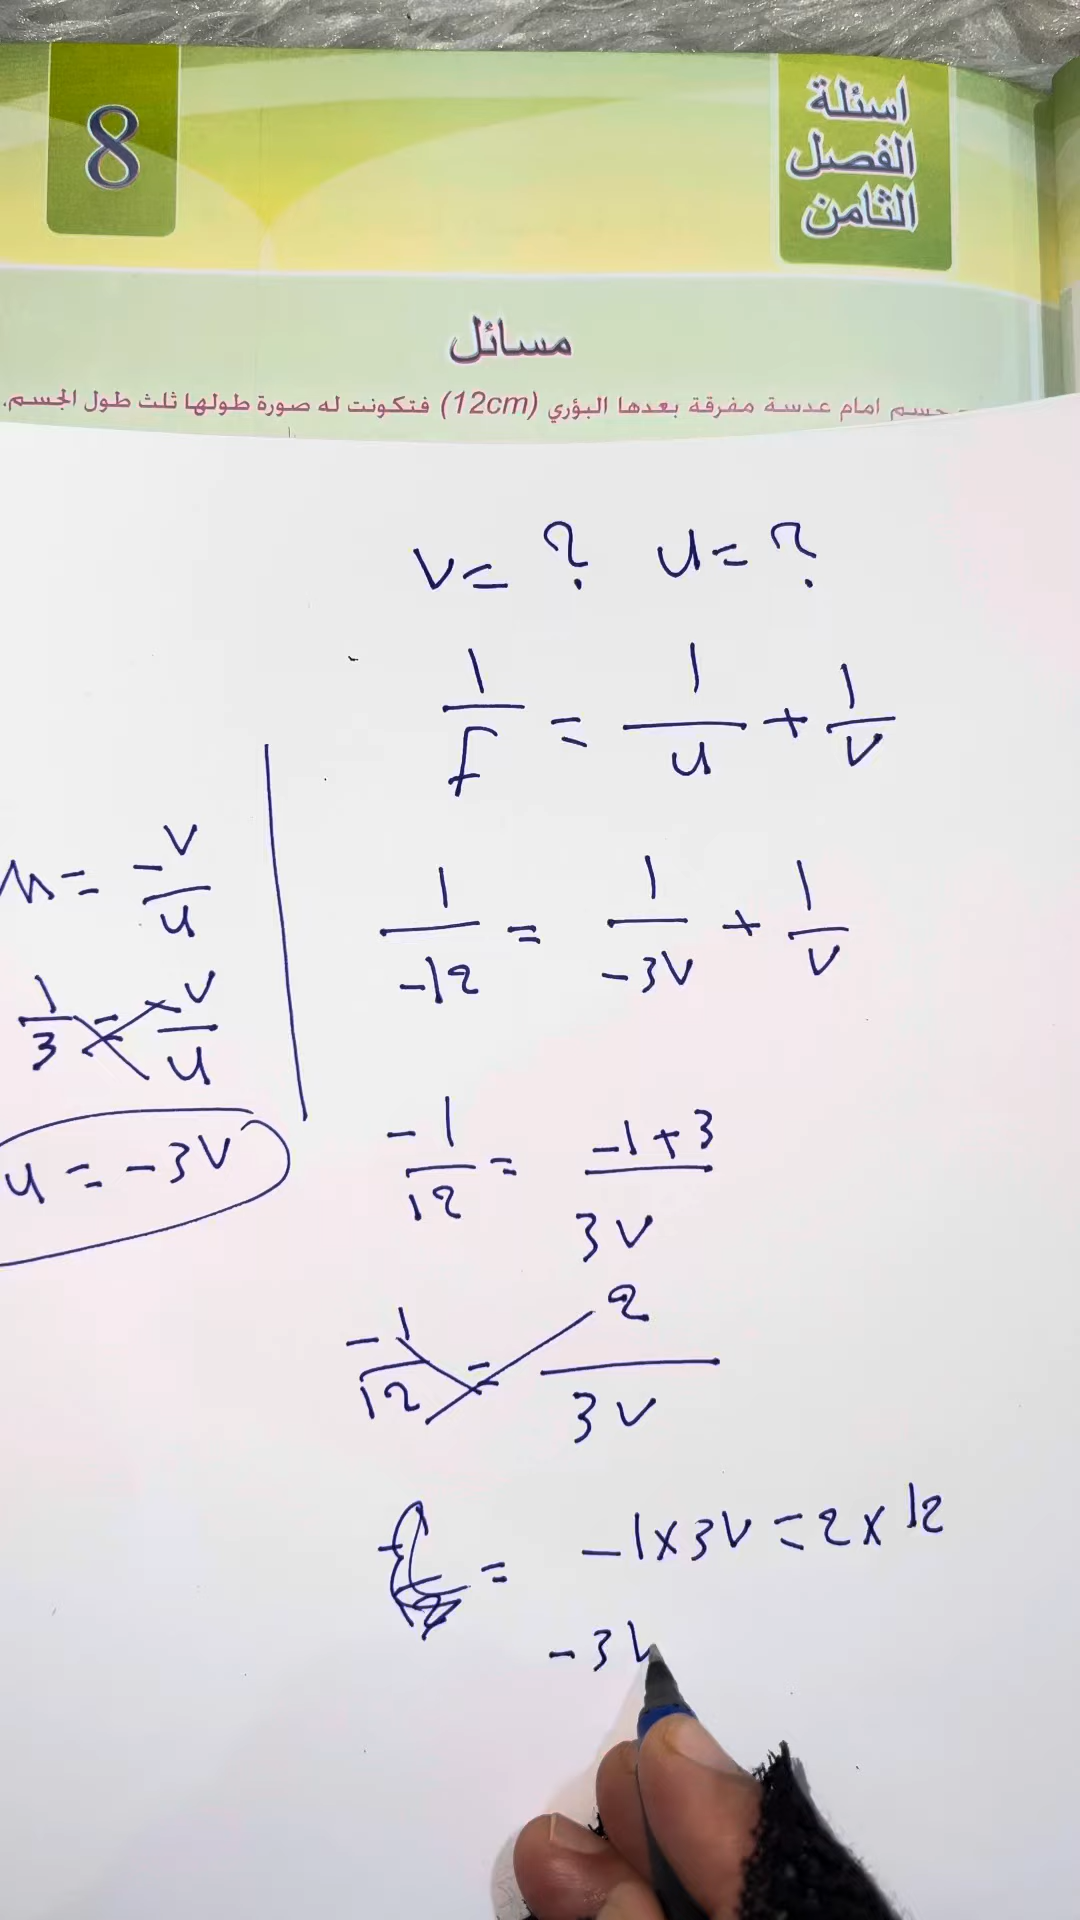 8
اسئلة
الفصل
الثامن
مسائل
جسم امام عدسة مفرقة بعدها البؤري (12cm) فتكونت له صورة طولها ثلث طول الجسم.
v = ? u = ?
1/f = 1/u + 1/v
1/-12 = 1/-3v + 1/v
-1/12 = -1+3/3v
-1/12 = 2/3v
= -1x3v = 2x12
-3v
= -v/u
1/3 = -v/u
u = -3v